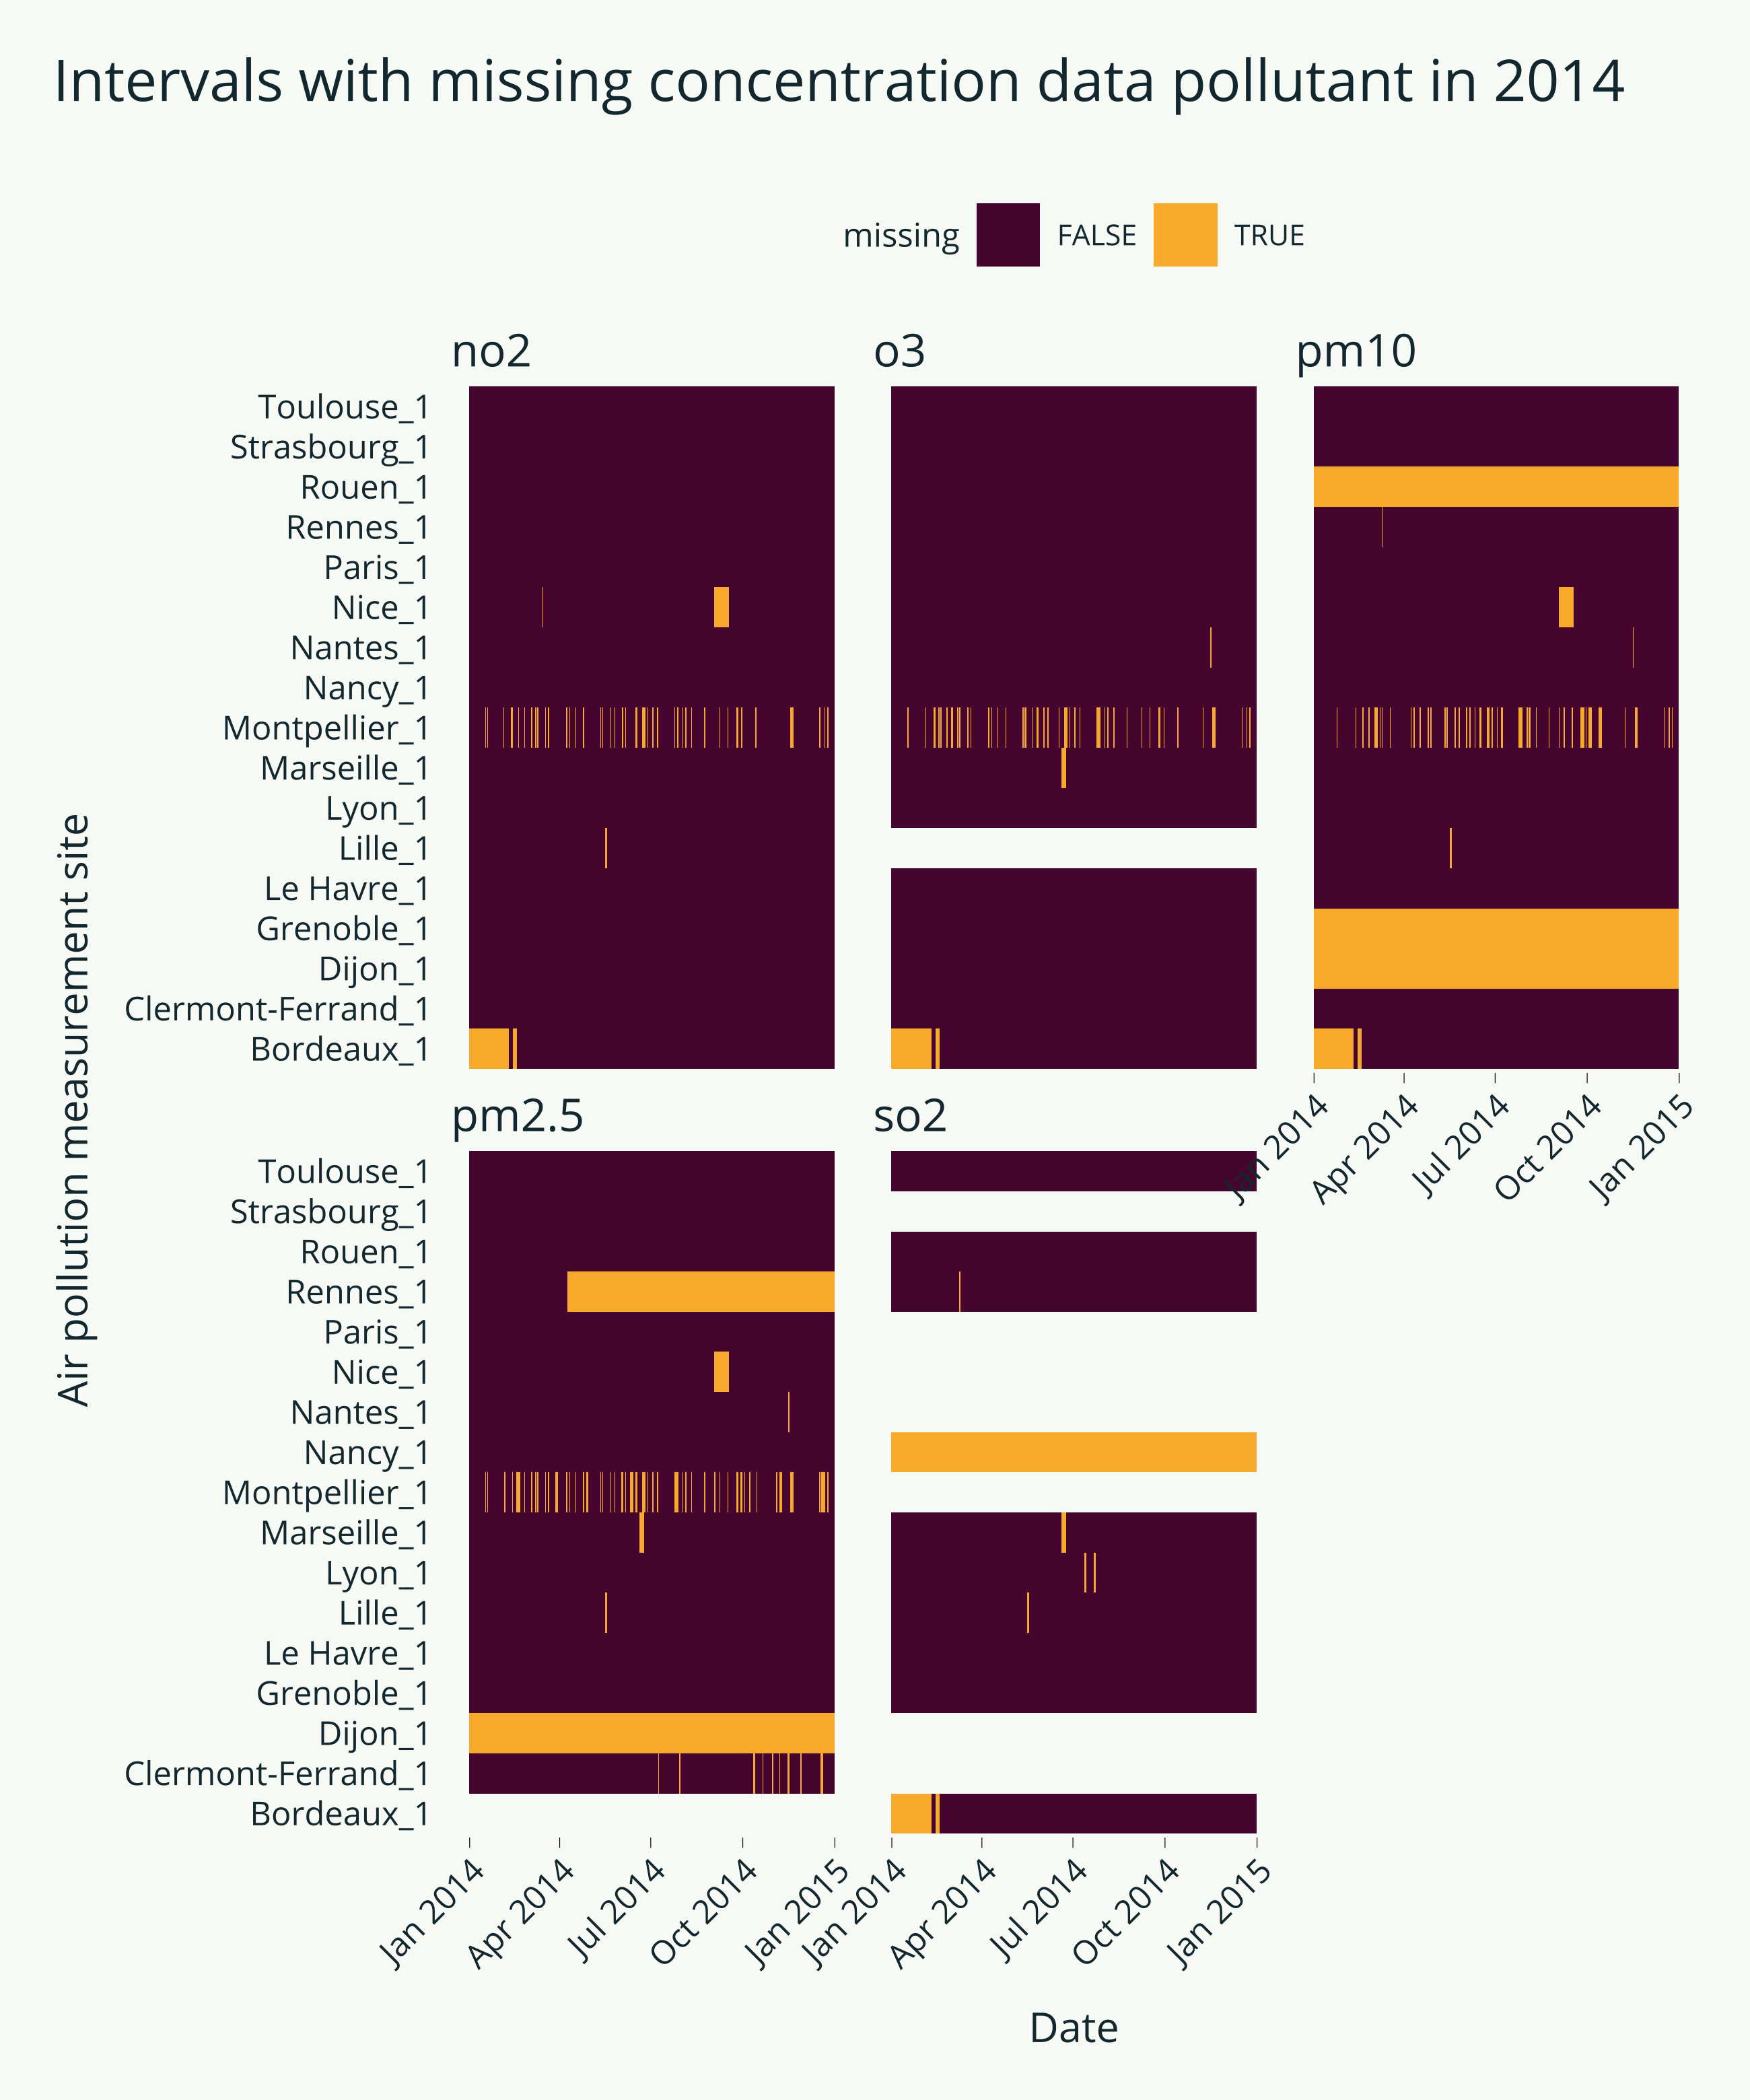 Intervals with missing concentration data pollutant in 2014
missing FALSE TRUE
no2 o3 pm10
Toulouse_1
Strasbourg_1
Rouen_1
Rennes_1
Paris_1
Nice_1
Nantes_1
Nancy_1
Montpellier_1
Marseille_1
Lyon_1
Lille_1
Le Havre_1
Grenoble_1
Dijon_1
Clermont-Ferrand_1
Bordeaux_1
Jan 2014 Apr 2014 Jul 2014 Oct 2014 Jan 2015
pm2.5 so2
Toulouse_1
Strasbourg_1
Rouen_1
Rennes_1
Paris_1
Nice_1
Nantes_1
Nancy_1
Montpellier_1
Marseille_1
Lyon_1
Lille_1
Le Havre_1
Grenoble_1
Dijon_1
Clermont-Ferrand_1
Bordeaux_1
Jan 2014 Apr 2014 Jul 2014 Oct 2014 Jan 2015 Jan 2014 Apr 2014 Jul 2014 Oct 2014 Jan 2015
Air pollution measurement site
Date